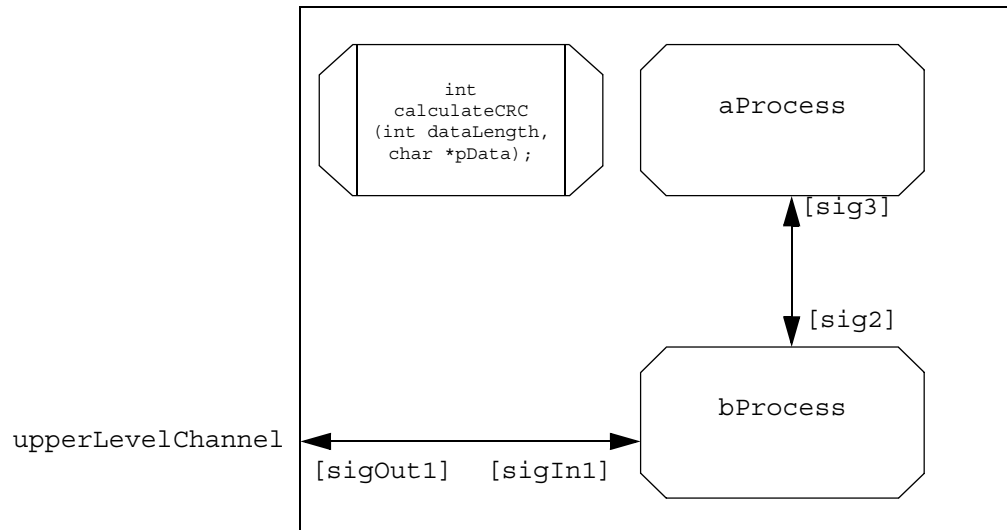 int
calculateCRC
(int dataLength,
char *pData);
aProcess
[sig3]
[sig2]
bProcess
upperLevelChannel
[sigOut1]
[sigIn1]